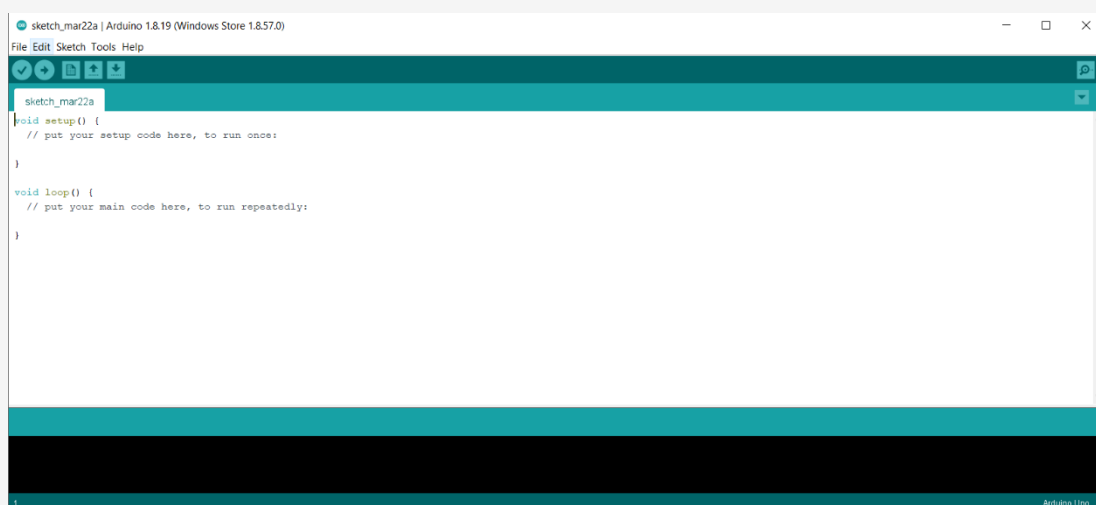 sketch_mar22a | Arduino 1.8.19 (Windows Store 1.8.57.0)
File Edit Sketch Tools Help
sketch_mar22a
void setup() {
  // put your setup code here, to run once:
}
void loop() {
  // put your main code here, to run repeatedly:
}
1
Arduino Uno